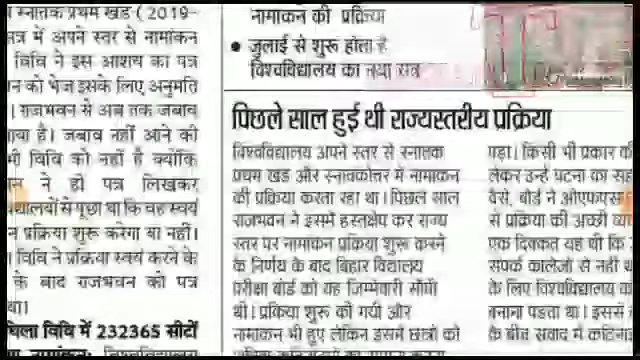 स्नातक प्रथम खंड ( 2019-
सत्र में अपने स्तर से नामांकन
विवि ने इस आशय का पत्र
न को भेज इसके लिए अनुमति
। राजभवन से अब तक जबाव
आया है। जबाव नहीं आने की
भी विवि को नहीं है क्योंकि
न ने ही पत्र लिखकर
से पूछा था कि वह स्वयं
न प्रक्रिया शुरू करेगा या नहीं।
। विवि ने प्रक्रिया स्वयं करने के
के बाद राजभवन को पत्र
था।
विवि में 232365 सीटों
नामांकन की प्रक्रिया
• जुलाई से शुरू होता है
विश्वविद्यालय का नया सत्र
पिछले साल हुई थी राज्यस्तरीय प्रक्रिया
विश्वविद्यालय अपने स्तर से स्नातक
प्रथम खंड और स्नातकोत्तर में नामांकन
की प्रक्रिया करता रहा था। पिछले साल
राजभवन ने इसमें हस्तक्षेप कर राज्य
स्तर पर नामांकन प्रक्रिया शुरू करने
के निर्णय के बाद बिहार विद्यालय
परीक्षा बोर्ड को यह जिम्मेवारी सौंपी
थी। प्रक्रिया शुरू की गयी और
नामांकन भी हुए लेकिन इसमें छात्रों को
पड़ा। किसी भी प्रकार की
लेकर उन्हें पटना का
वैसे, बोर्ड ने ओएफएस
से प्रक्रिया की अच्छी
एक दिक्कत यह थी कि
संपर्क कालेजों से नहीं
के लिए विश्वविद्यालय
बनाना पड़ता था। इससे
के बीच संवाद में